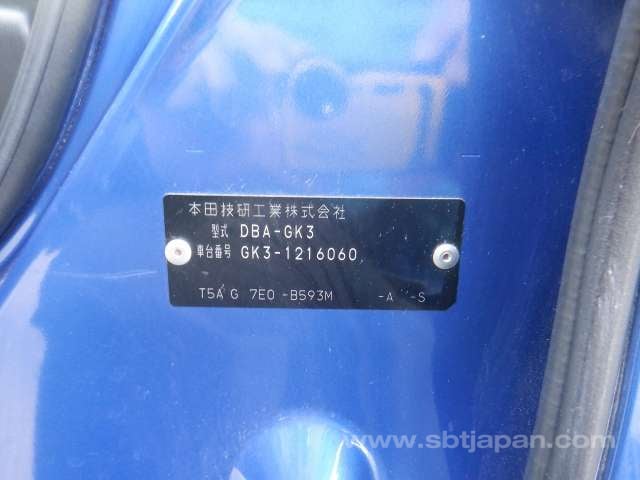 本田技研工業株式会社
型式 DBA-GK3
車台番号 GK3-1216060
T5A G 7E0 -B593M -A -S
www.sbtjapan.com